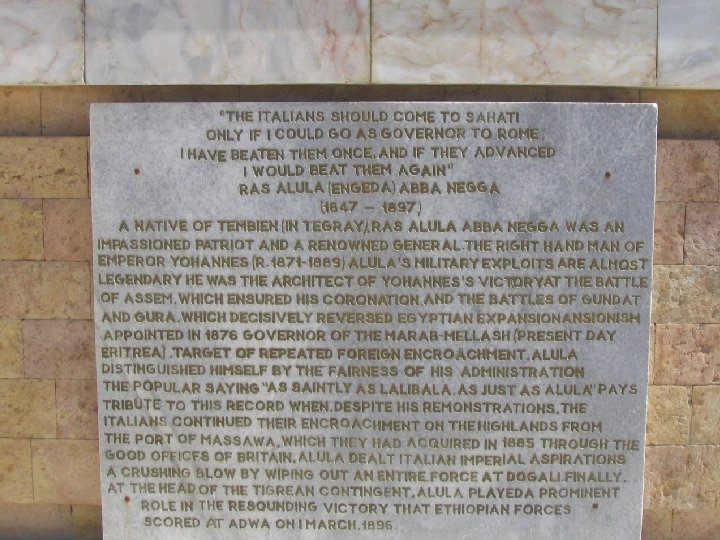 "THE ITALIANS SHOULD COME TO SAHATI
ONLY IF I COULD GO AS GOVERNOR TO ROME,
I HAVE BEATEN THEM ONCE, AND IF THEY ADVANCED
I WOULD BEAT THEM AGAIN"
RAS ALULA (ENGEDA) ABBA NEGGA
(1847 - 1897)
A NATIVE OF TEMBIEN (IN TEGRAY), RAS ALULA ABBA NEGGA WAS AN
IMPASSIONED PATRIOT AND A RENOWNED GENERAL. THE RIGHT HAND MAN OF
EMPEROR YOHANNES (R. 1871-1889), ALULA'S MILITARY EXPLOITS ARE ALMOST
LEGENDARY HE WAS THE ARCHITECT OF YOHANNES'S VICTORYAT THE BATTLE
OF ASSEM, WHICH ENSURED HIS CORONATION, AND THE BATTLES OF GUNDAT
AND GURA, WHICH DECISIVELY REVERSED EGYPTIAN EXPANSIONANSIONISM
APPOINTED IN 1876 GOVERNOR OF THE MARAB-MELLASH (PRESENT DAY
ERITREA). TARGET OF REPEATED FOREIGN ENCROACHMENT, ALULA
DISTINGUISHED HIMSELF BY THE FAIRNESS OF HIS ADMINISTRATION
THE POPULAR SAYING "AS SAINTLY AS LALIBALA, AS JUST AS ALULA" PAYS
TRIBUTE TO THIS RECORD WHEN, DESPITE HIS REMONSTRATIONS, THE
ITALIANS CONTINUED THEIR ENCROACHMENT ON THE HIGHLANDS FROM
THE PORT OF MASSAWA, WHICH THEY HAD ACQUIRED IN 1885 THROUGH THE
GOOD OFFICES OF BRITAIN, ALULA DEALT ITALIAN IMPERIAL ASPIRATIONS
A CRUSHING BLOW BY WIPING OUT AN ENTIRE FORCE AT DOGALI. FINALLY,
AT THE HEAD OF THE TIGREAN CONTINGENT, ALULA PLAYEDA PROMINENT
ROLE IN THE RESOUNDING VICTORY THAT ETHIOPIAN FORCES
SCORED AT ADWA ON 1 MARCH, 1896.